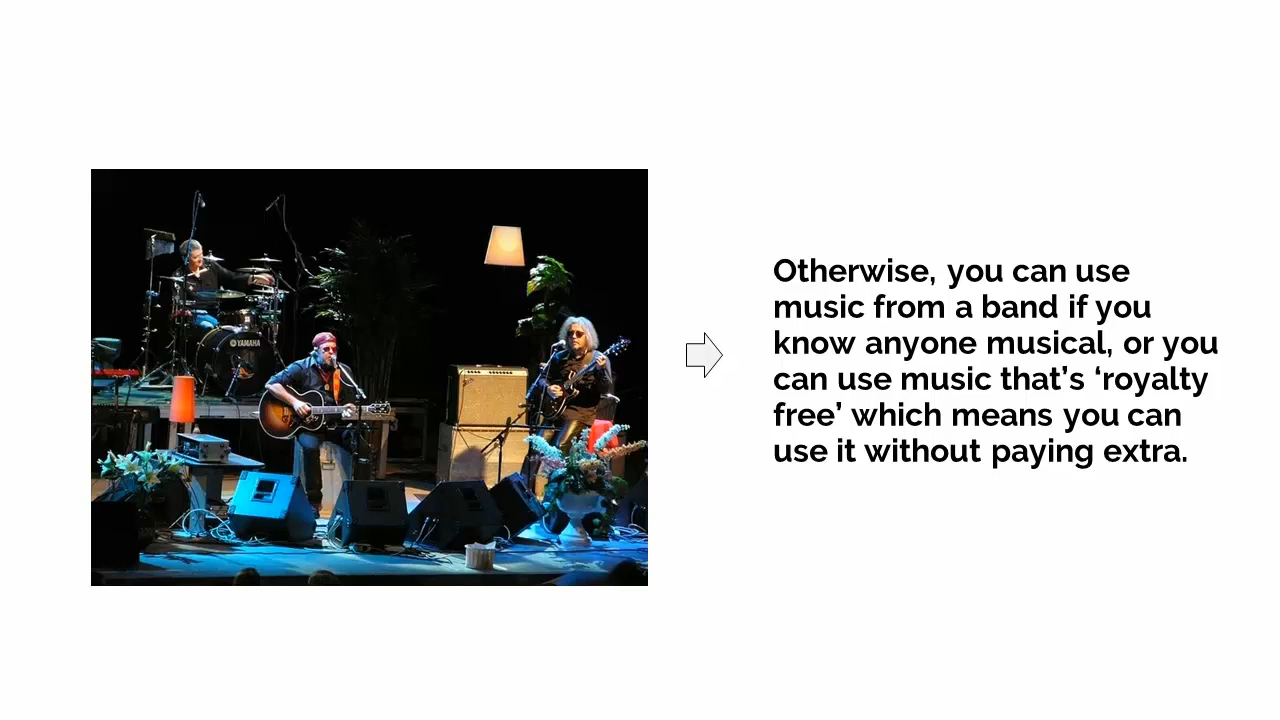 YAMAHA
Otherwise, you can use
music from a band if you
know anyone musical, or you
can use music that’s ‘royalty
free’ which means you can
use it without paying extra.